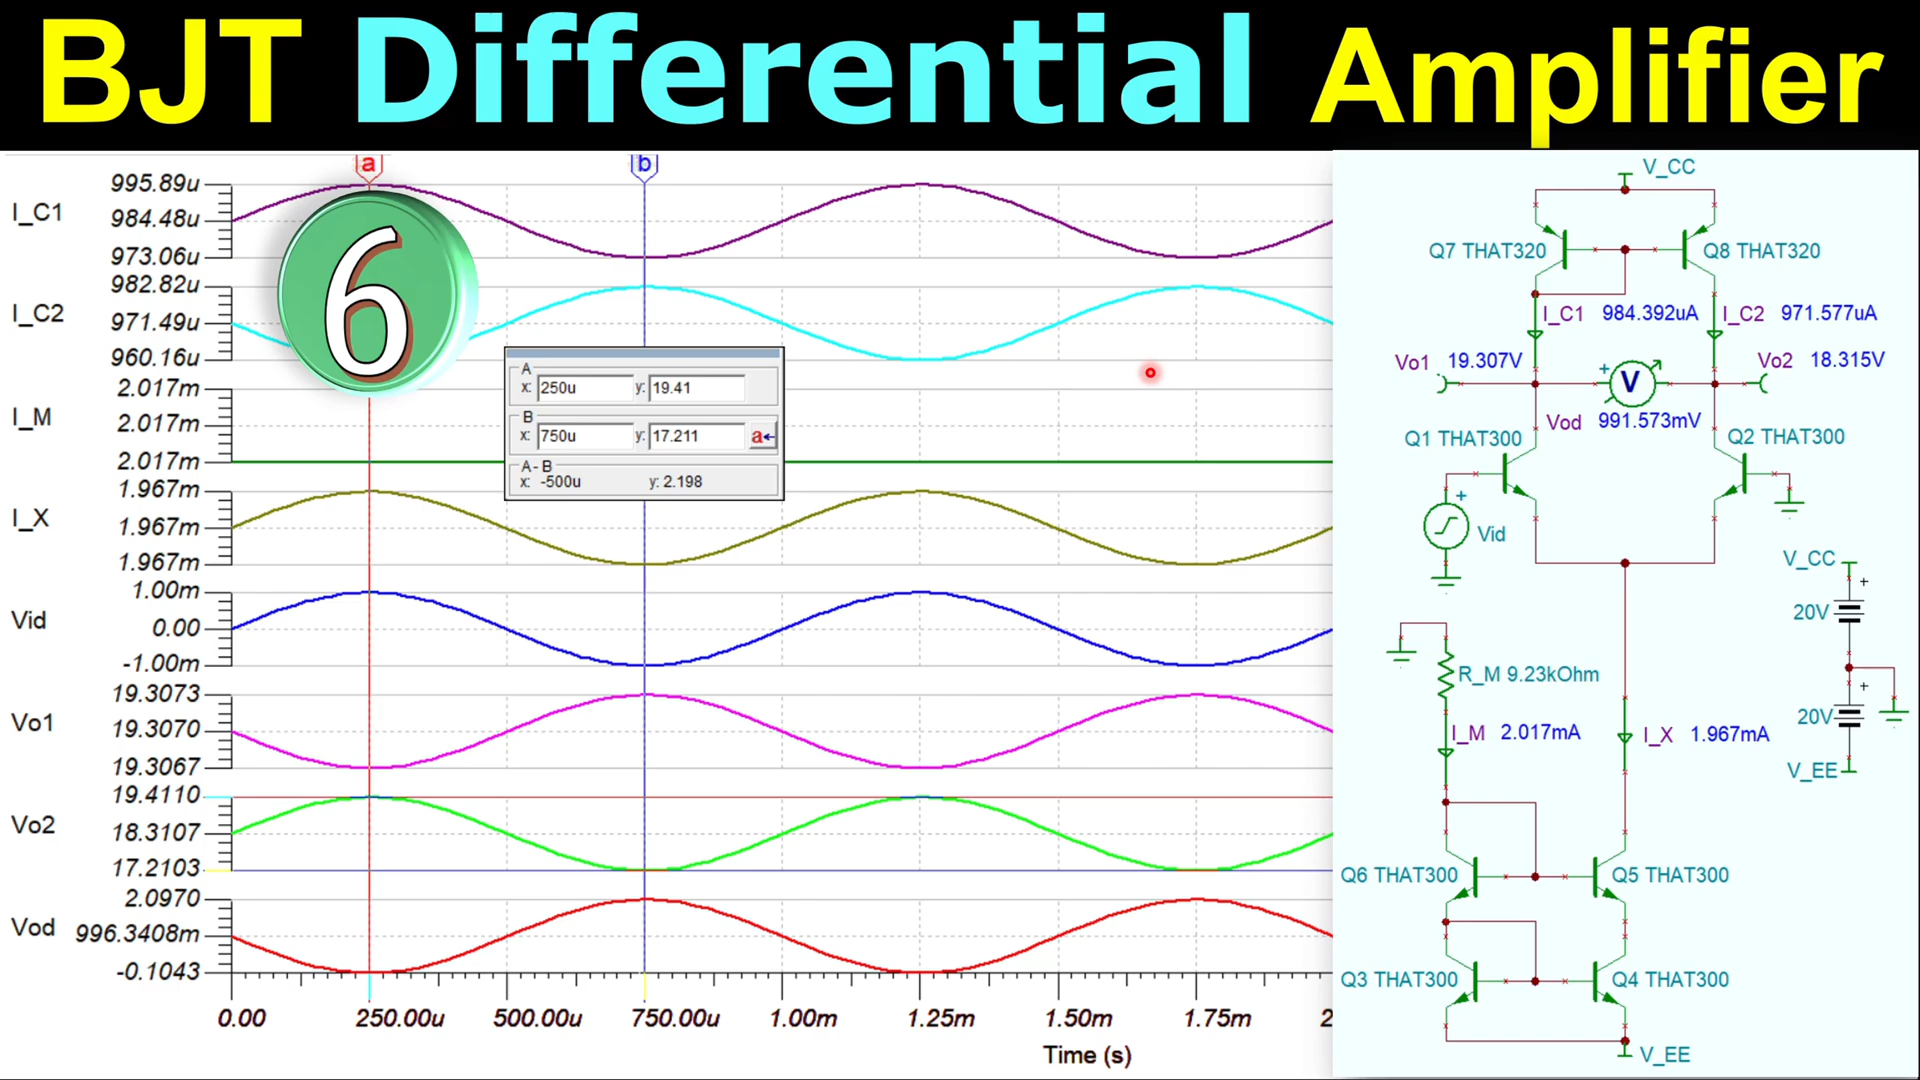 BJT Differential Amplifier
a
b
6
I_C1
995.89u
984.48u
973.06u
I_C2
982.82u
971.49u
960.16u
I_M
2.017m
2.017m
2.017m
I_X
1.967m
1.967m
1.967m
Vid
1.00m
0.00
-1.00m
Vo1
19.3073
19.3070
19.3067
Vo2
19.4110
18.3107
17.2103
Vod
2.0970
996.3408m
-0.1043
0.00 250.00u 500.00u 750.00u 1.00m 1.25m 1.50m 1.75m 2
Time (s)
A
x: 250u y: 19.41
B
x: 750u y: 17.211 a←
A - B
x: -500u y: 2.198
V_CC
Q7 THAT320 Q8 THAT320
I_C1 984.392uA I_C2 971.577uA
Vo1 19.307V + V Vo2 18.315V
Vod 991.573mV
Q1 THAT300 Q2 THAT300
+
Vid
V_CC
+
20V
R_M 9.23kOhm
+
20V
I_M 2.017mA I_X 1.967mA
V_EE
Q6 THAT300 Q5 THAT300
Q3 THAT300 Q4 THAT300
V_EE